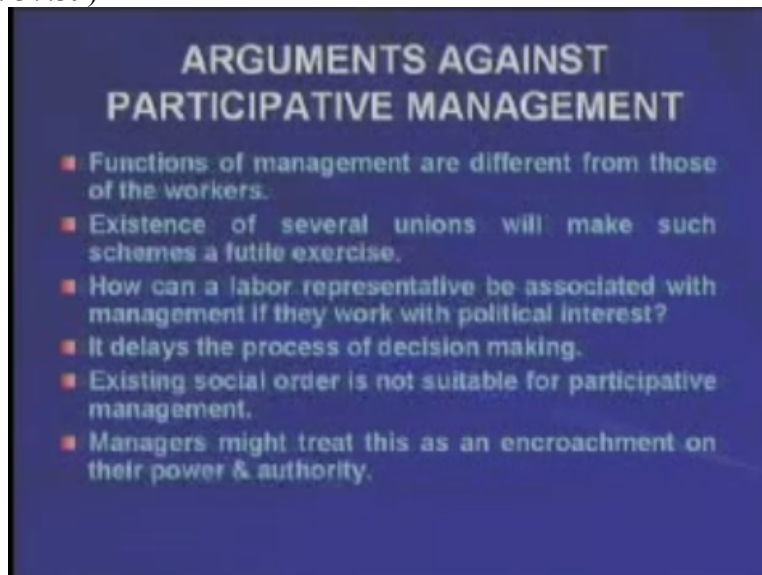 ARGUMENTS AGAINST
PARTICIPATIVE MANAGEMENT
Functions of management are different from those
of the workers.
Existence of several unions will make such
schemes a futile exercise.
How can a labor representative be associated with
management if they work with political interest?
It delays the process of decision making.
Existing social order is not suitable for participative
management.
Managers might treat this as an encroachment on
their power & authority.